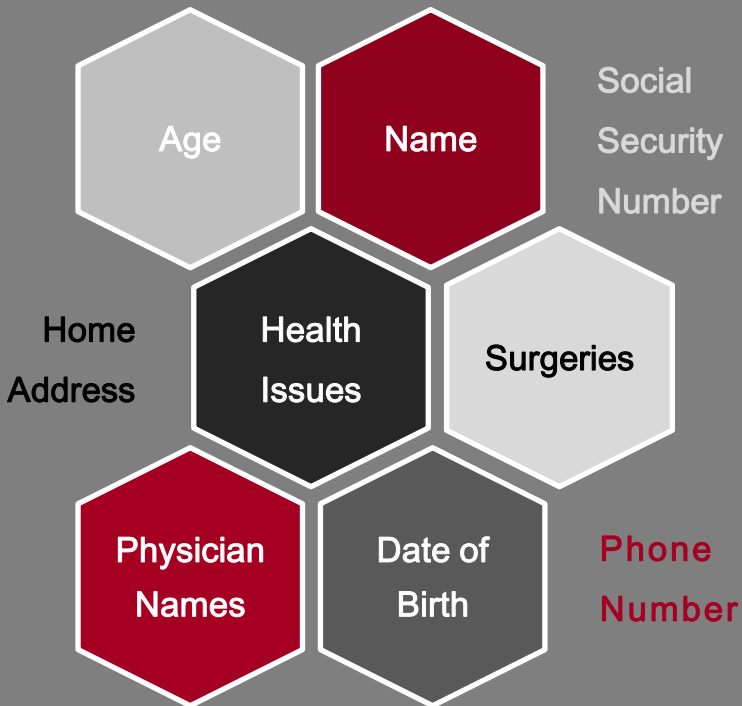 Age
Name
Social
Security
Number
Home
Address
Health
Issues
Surgeries
Physician
Names
Date of
Birth
Phone
Number